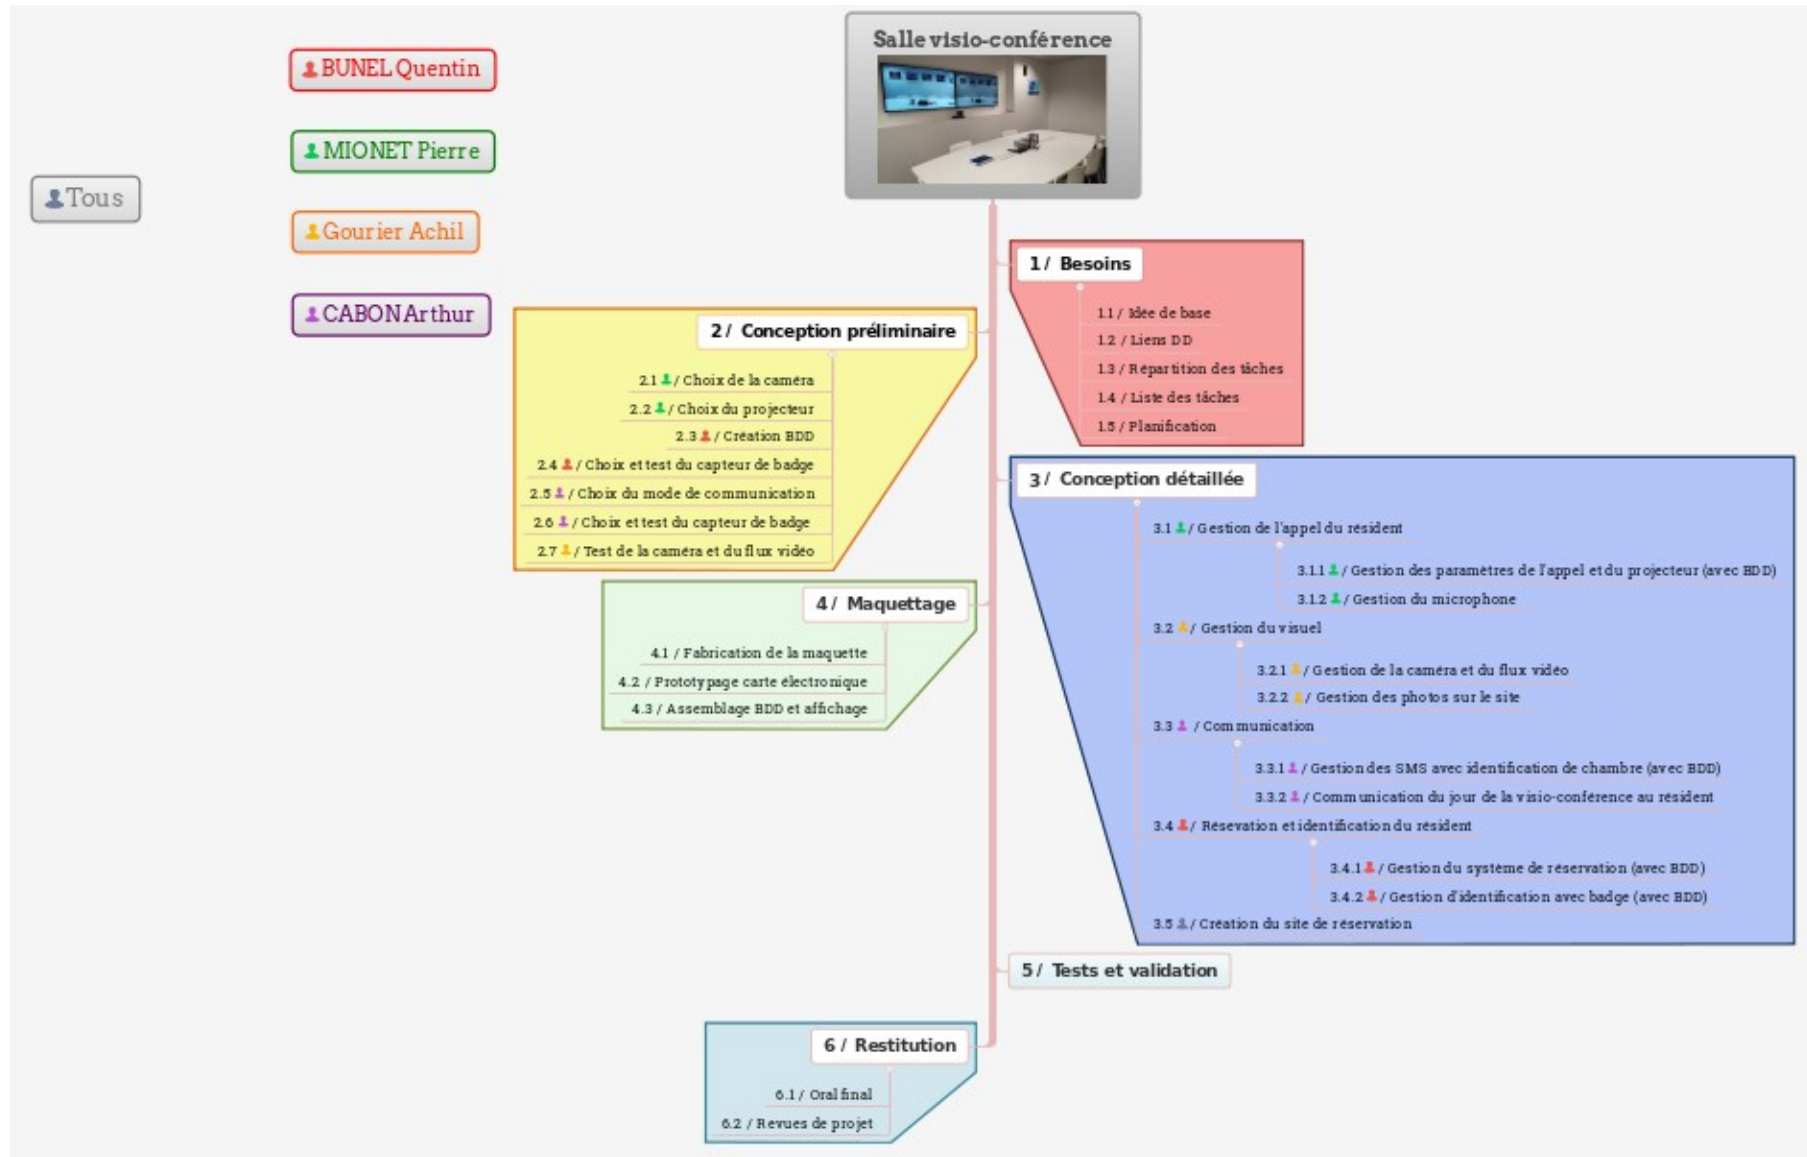 Salle visio-conférence
BUNEL Quentin
MIONET Pierre
Tous
Gourier Achil
CABON Arthur
1 / Besoins
1.1 / Idée de base
1.2 / Liens DD
1.3 / Répartition des tâches
1.4 / Liste des tâches
1.5 / Planification
2 / Conception préliminaire
2.1 / Choix de la caméra
2.2 / Choix du projecteur
2.3 / Création BDD
2.4 / Choix et test du capteur de badge
2.5 / Choix du mode de communication
2.6 / Choix et test du capteur de badge
2.7 / Test de la caméra et du flux vidéo
3 / Conception détaillée
3.1 / Gestion de l'appel du résident
3.1.1 / Gestion des paramètres de l'appel et du projecteur (avec BDD)
3.1.2 / Gestion du microphone
3.2 / Gestion du visuel
3.2.1 / Gestion de la caméra et du flux vidéo
3.2.2 / Gestion des photos sur le site
3.3 / Communication
3.3.1 / Gestion des SMS avec identification de chambre (avec BDD)
3.3.2 / Communication du jour de la visio-conférence au résident
3.4 / Résevation et identification du résident
3.4.1 / Gestion du système de réservation (avec BDD)
3.4.2 / Gestion d'identification avec badge (avec BDD)
3.5 / Création du site de réservation
4 / Maquettage
4.1 / Fabrication de la maquette
4.2 / Prototypage carte électronique
4.3 / Assemblage BDD et affichage
5 / Tests et validation
6 / Restitution
6.1 / Oral final
6.2 / Revues de projet